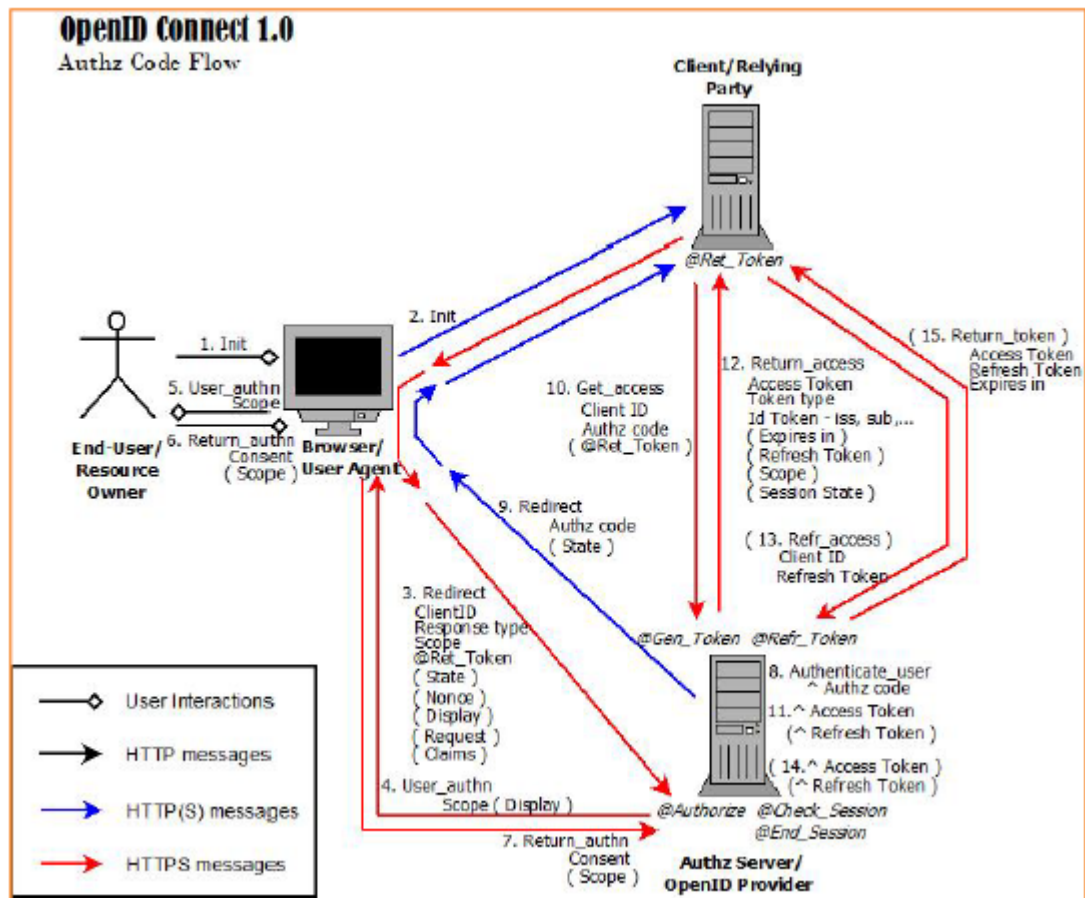 OpenID Connect 1.0
Authz Code Flow
Client/Relying
Party
@Ret_Token
2. Init
1. Init
5. User_authn
Scope
6. Return_authn
Consent
( Scope )
End-User/
Resource
Owner
Browser/
User Agent
10. Get_access
Client ID
Authz code
( @Ret_Token )
12. Return_access
Access Token
Token type
Id Token - iss, sub,...
( Expires in )
( Refresh Token )
( Scope )
( Session State )
( 15. Return_token )
Access Token
Refresh Token
Expires in
9. Redirect
Authz code
( State )
( 13. Refr_access )
Client ID
Refresh Token
3. Redirect
ClientID
Response type
Scope
@Ret_Token
( State )
( Nonce )
( Display )
( Request )
( Claims )
@Gen_Token @Refr_Token
8. Authenticate_user
^ Authz code
11.^ Access Token
(^ Refresh Token )
( 14.^ Access Token )
(^ Refresh Token )
4. User_authn
Scope ( Display )
@Authorize @Check_Session
@End_Session
7. Return_authn
Consent
( Scope )
Authz Server/
OpenID Provider
User Interactions
HTTP messages
HTTP(S) messages
HTTPS messages